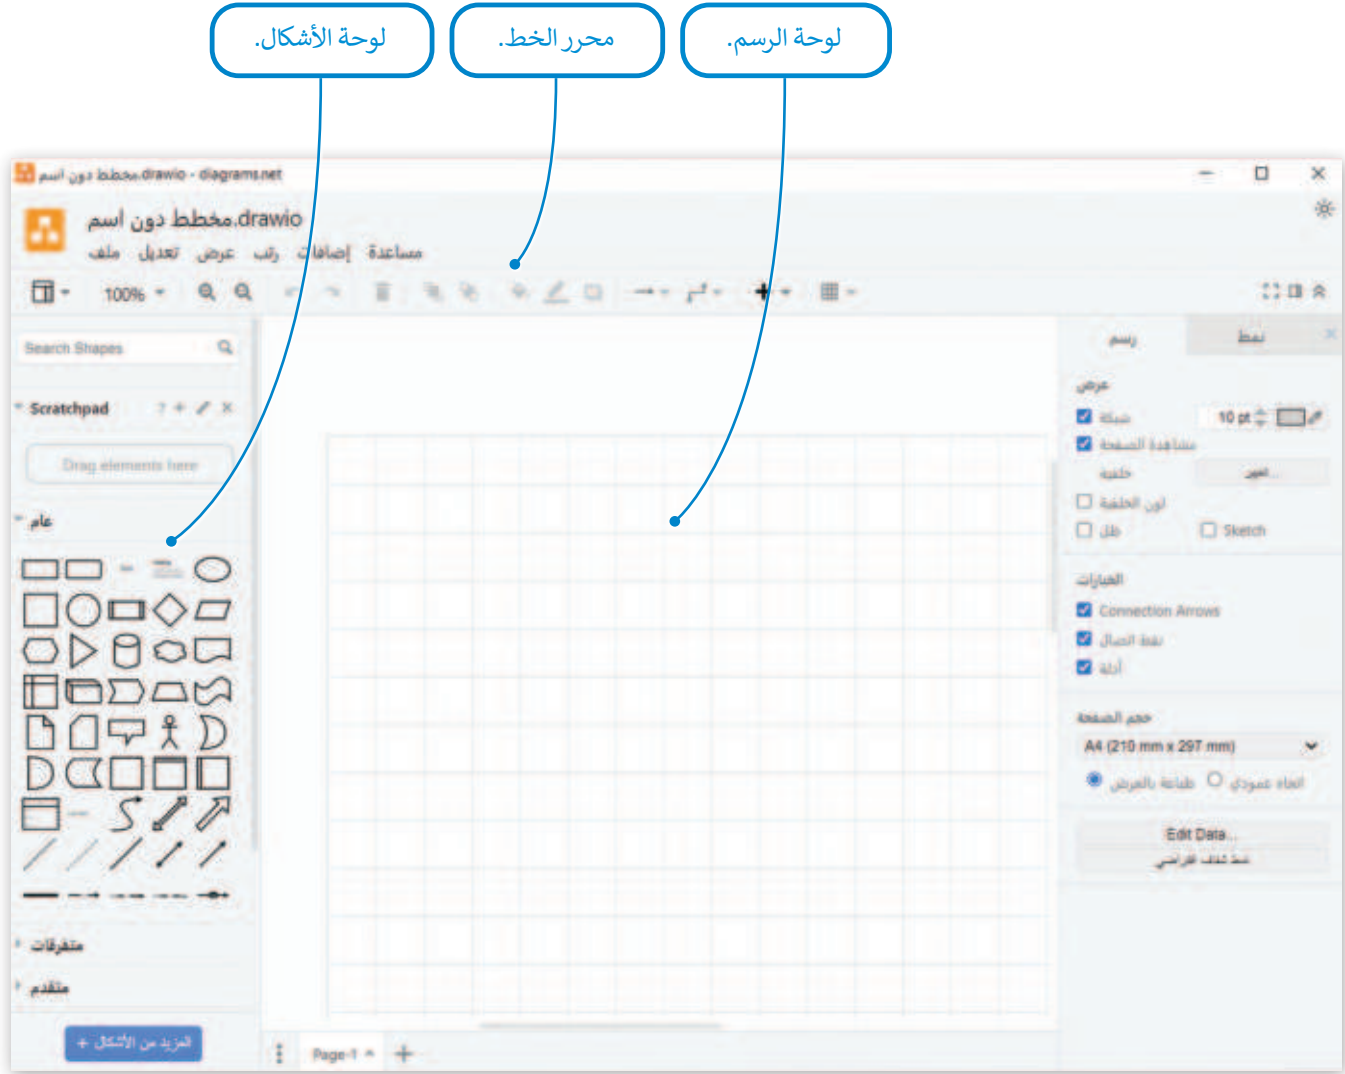 لوحة الرسم.
محرر الخط.
لوحة الأشكال.
مخطط دون اسم.drawio - diagrams.net
مخطط دون اسم.drawio
ملف تعديل عرض رتب إضافات مساعدة
100%
Search Shapes
Scratchpad
Drag elements here
عام
متفرقات
متقدم
+ المزيد من الأشكال
Page-1
رسم
نمط
عرض
شبكة
10 pt
مشاهدة الصفحة
خلفية
تغيير...
لون الخلفية
ظل
Sketch
الخيارات
Connection Arrows
نقط اتصال
أدلة
حجم الصفحة
A4 (210 mm x 297 mm)
طباعة بالعرض
اتجاه عمودي
Edit Data...